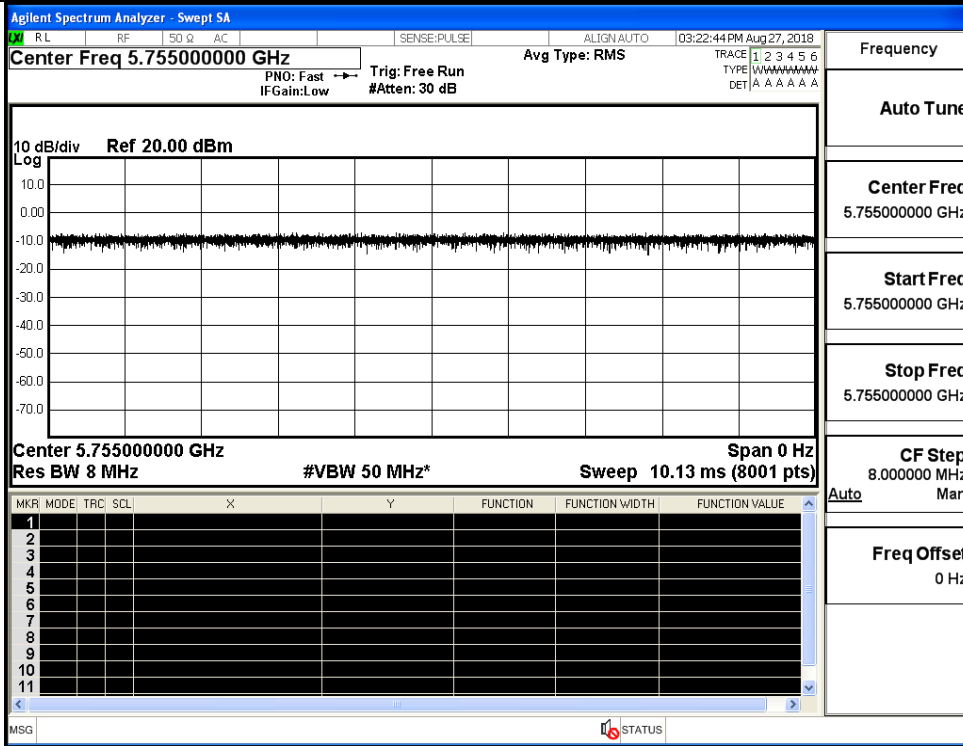 Agilent Spectrum Analyzer - Swept SA
LXI RL RF 50 Ω AC SENSE:PULSE ALIGN AUTO 03:22:44 PM Aug 27, 2018
Center Freq 5.755000000 GHz Avg Type: RMS TRACE 1 2 3 4 5 6
PNO: Fast Trig: Free Run TYPE WWWWWW
IFGain:Low #Atten: 30 dB DET A A A A A A
10 dB/div Ref 20.00 dBm
Log
10.0
0.00
-10.0
-20.0
-30.0
-40.0
-50.0
-60.0
-70.0
Center 5.755000000 GHz Span 0 Hz
Res BW 8 MHz #VBW 50 MHz* Sweep 10.13 ms (8001 pts)
MKR MODE TRC SCL X Y FUNCTION FUNCTION WIDTH FUNCTION VALUE
1
2
3
4
5
6
7
8
9
10
11
MSG STATUS
Frequency
Auto Tune
Center Freq
5.755000000 GHz
Start Freq
5.755000000 GHz
Stop Freq
5.755000000 GHz
CF Step
8.000000 MHz
Auto Man
Freq Offset
0 Hz